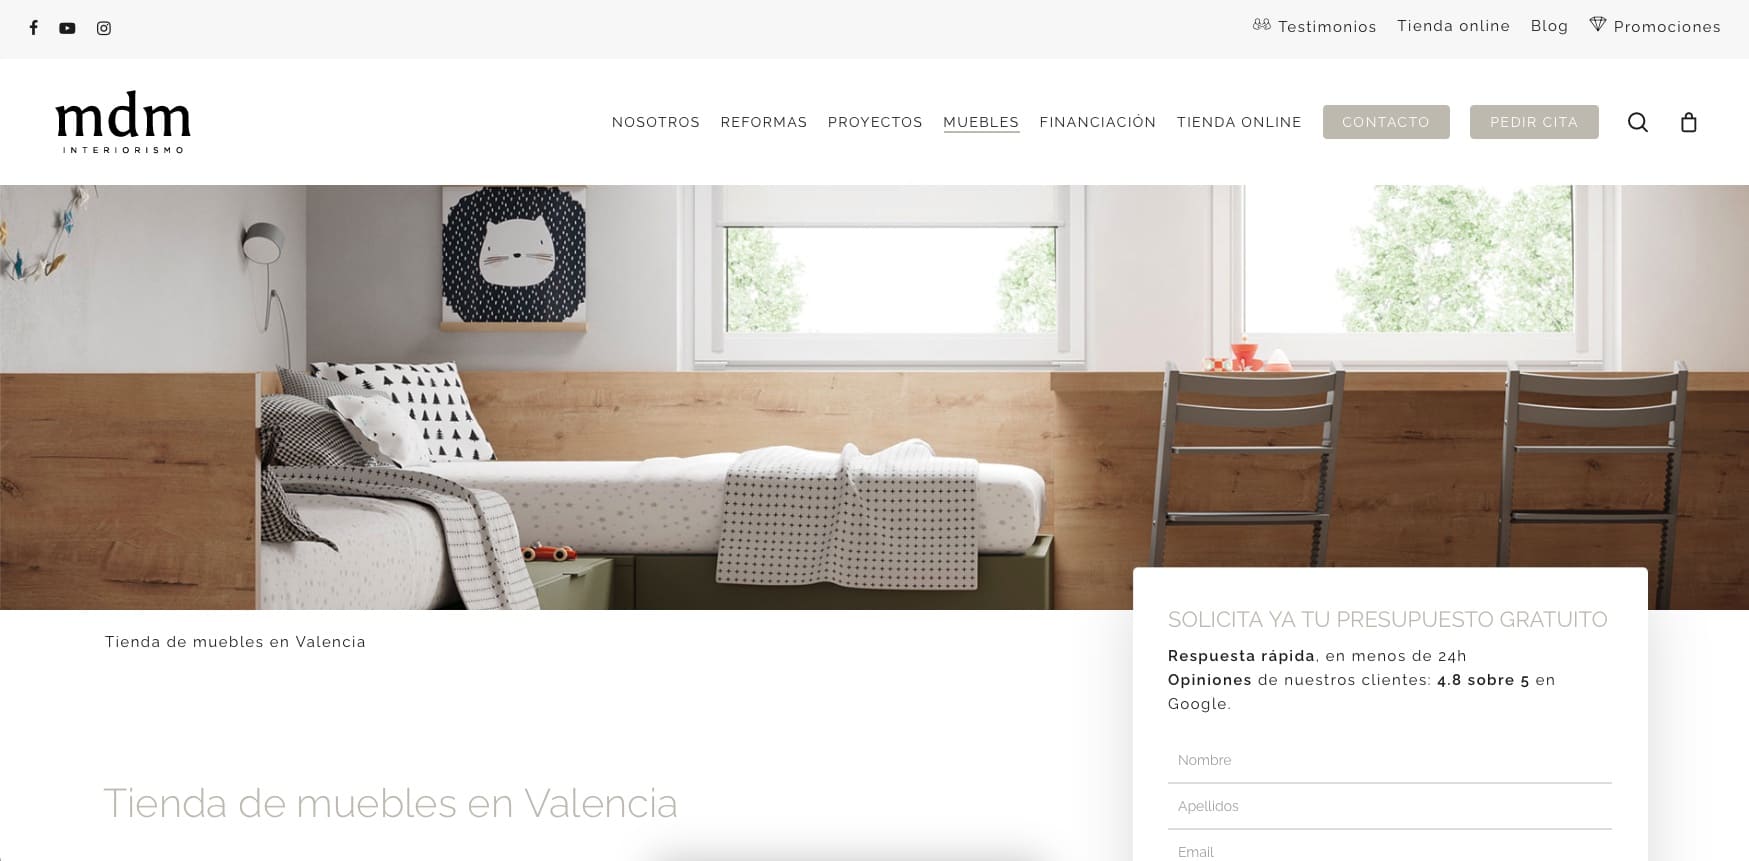 Testimonios
Tienda online
Blog
Promociones
mdm
INTERIORISMO
NOSOTROS
REFORMAS
PROYECTOS
MUEBLES
FINANCIACIÓN
TIENDA ONLINE
CONTACTO
PEDIR CITA
Tienda de muebles en Valencia
Tienda de muebles en Valencia
SOLICITA YA TU PRESUPUESTO GRATUITO
Respuesta rápida, en menos de 24h
Opiniones de nuestros clientes: 4.8 sobre 5 en
Google.
Nombre
Apellidos
Email